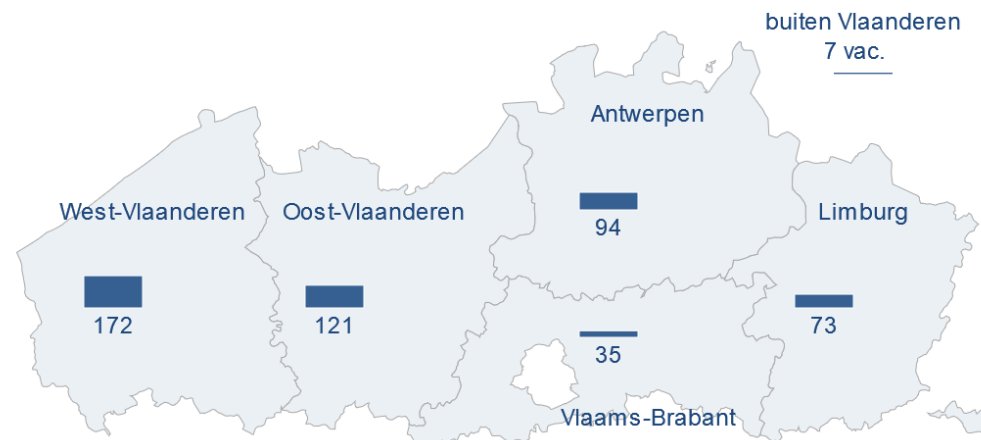 buiten Vlaanderen
7 vac.
Antwerpen
94
West-Vlaanderen
172
Oost-Vlaanderen
121
Limburg
73
35
Vlaams-Brabant